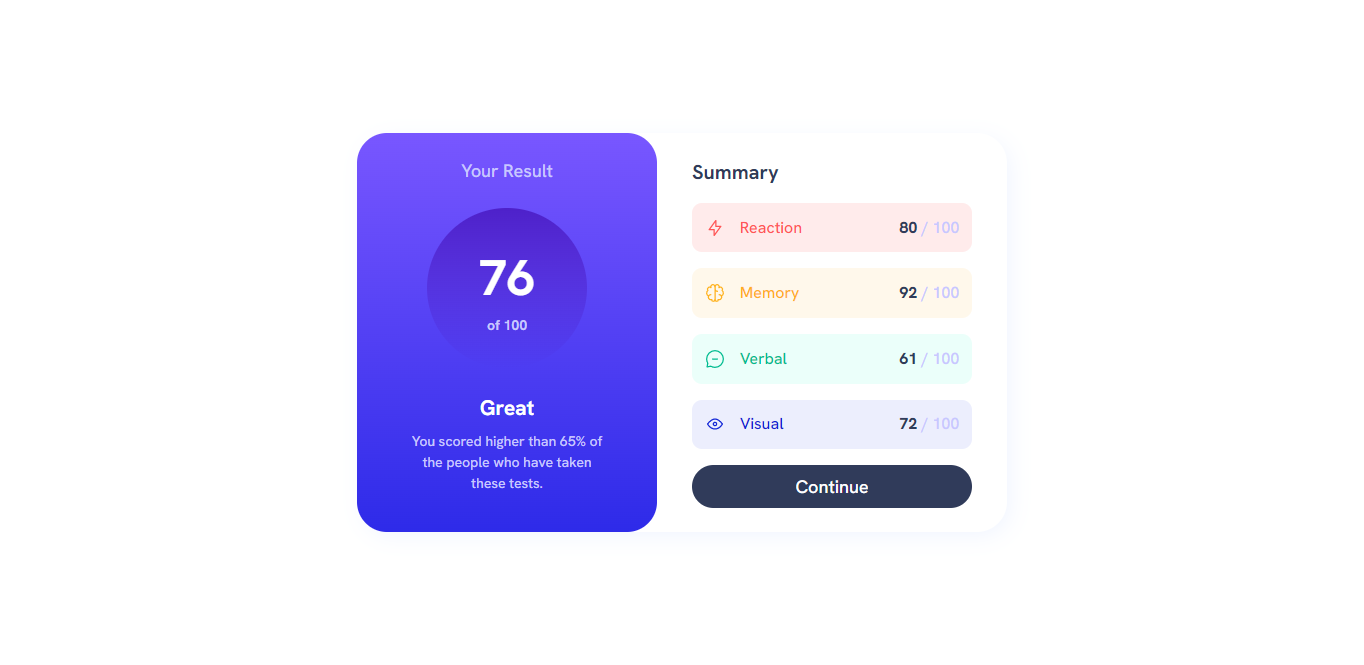 Your Result
76
of 100
Great
You scored higher than 65% of
the people who have taken
these tests.
Summary
Reaction 80 / 100
Memory 92 / 100
Verbal 61 / 100
Visual 72 / 100
Continue